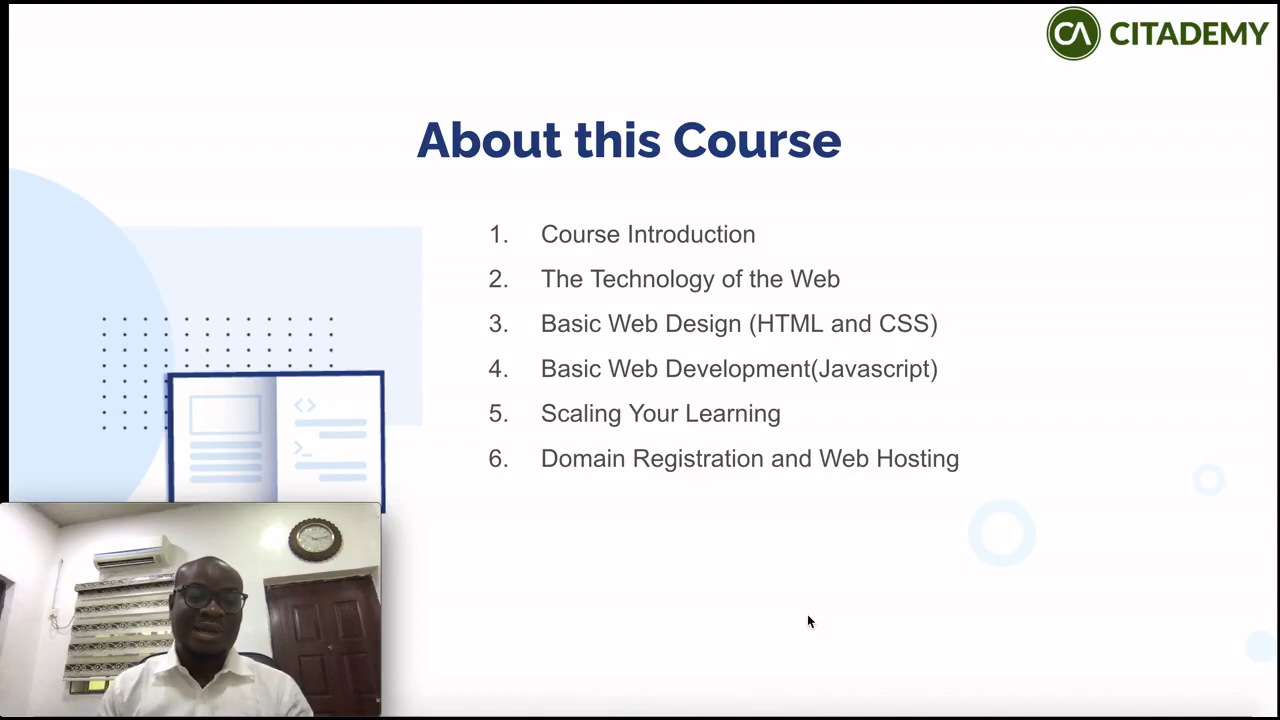 CA CITADEMY
About this Course
1. Course Introduction
2. The Technology of the Web
3. Basic Web Design (HTML and CSS)
4. Basic Web Development(Javascript)
5. Scaling Your Learning
6. Domain Registration and Web Hosting